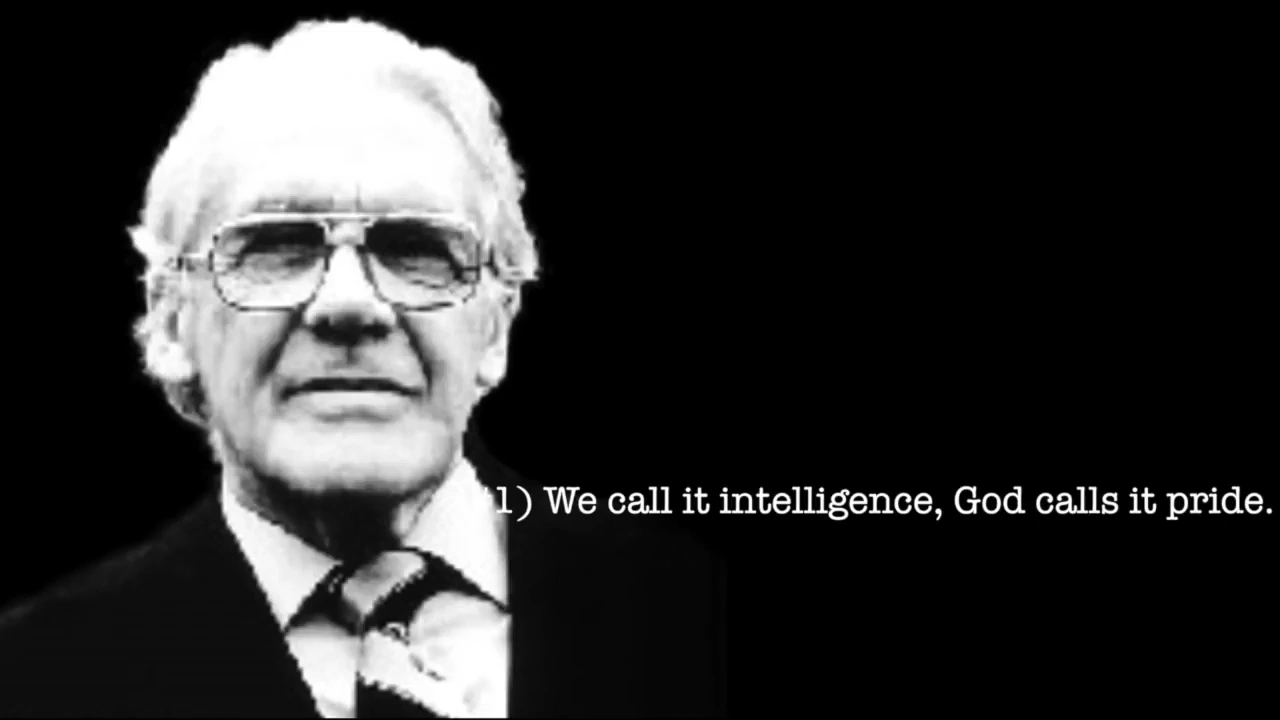 1) We call it intelligence, God calls it pride.